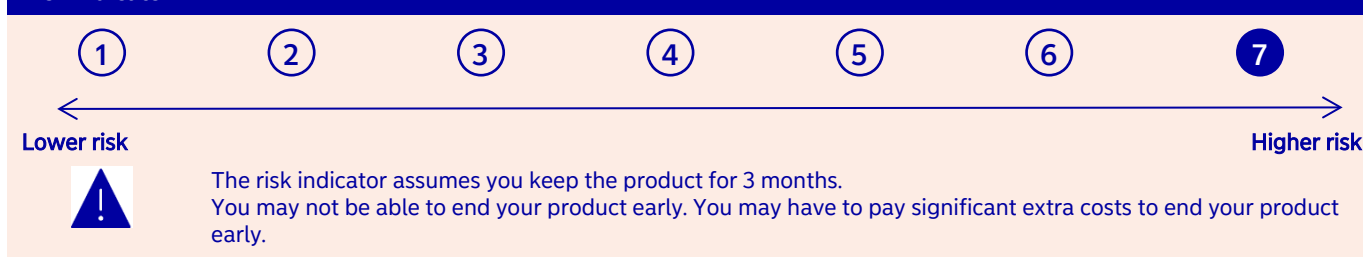 1 2 3 4 5 6 7
Lower risk Higher risk
The risk indicator assumes you keep the product for 3 months.
You may not be able to end your product early. You may have to pay significant extra costs to end your product
early.